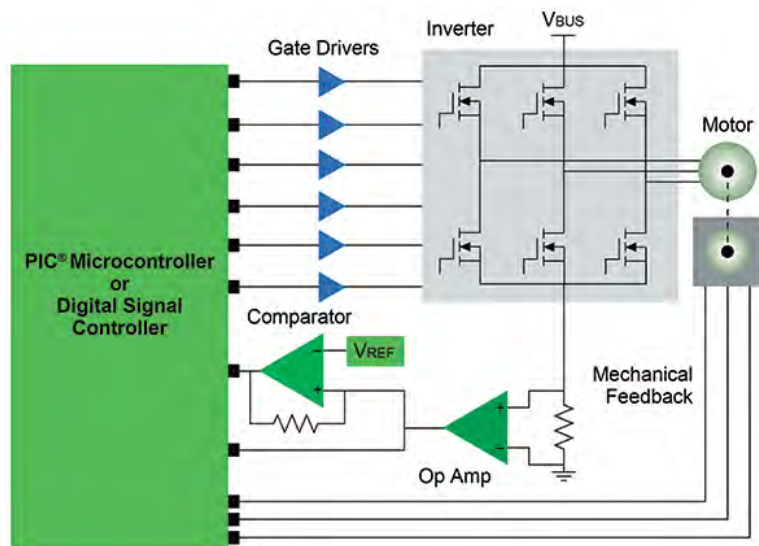 VBUS
Inverter
Gate Drivers
Motor
PIC® Microcontroller
or
Digital Signal
Controller
Comparator
VREF
Mechanical
Feedback
Op Amp